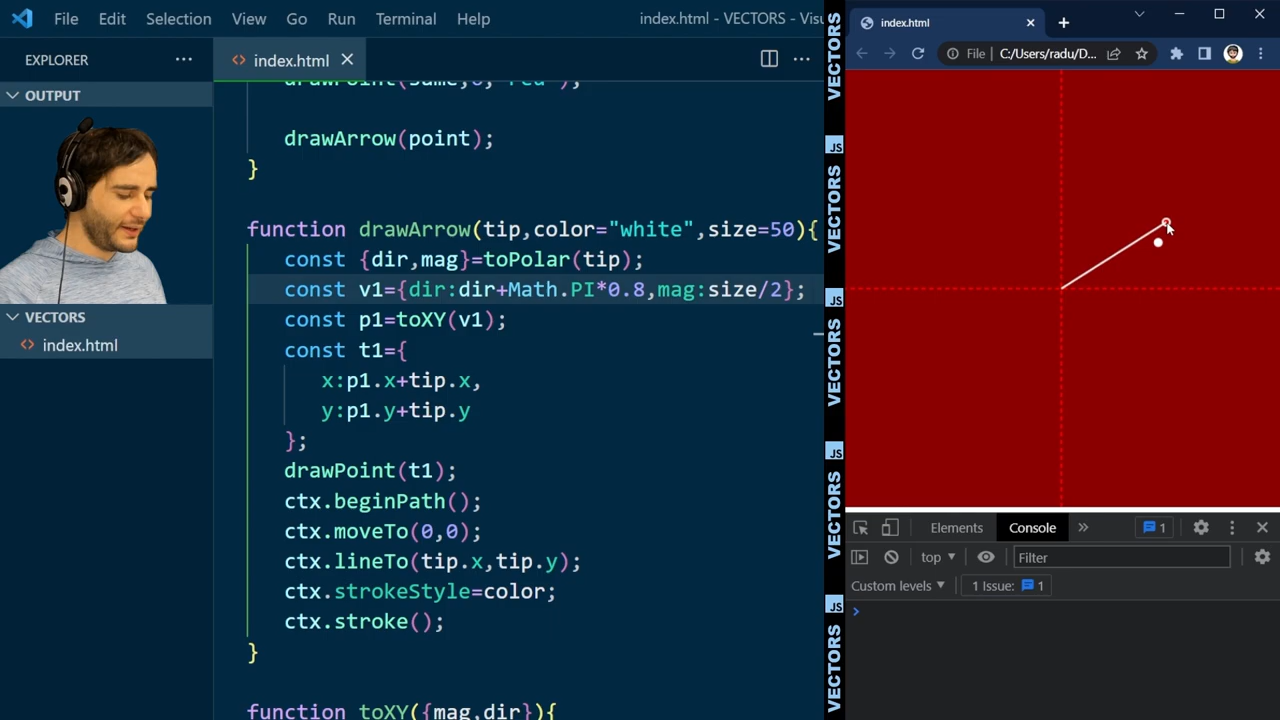 File Edit Selection View Go Run Terminal Help
index.html - VECTORS - Visu
EXPLORER
index.html
OUTPUT
VECTORS
index.html
drawPoint(same,8,"red");
drawArrow(point);
}
function drawArrow(tip,color="white",size=50){
const {dir,mag}=toPolar(tip);
const v1={dir:dir+Math.PI*0.8,mag:size/2};
const p1=toXY(v1);
const t1={
x:p1.x+tip.x,
y:p1.y+tip.y
};
drawPoint(t1);
ctx.beginPath();
ctx.moveTo(0,0);
ctx.lineTo(tip.x,tip.y);
ctx.strokeStyle=color;
ctx.stroke();
}
function toXY({mag,dir}){
VECTORS
JS
VECTORS
JS
VECTORS
JS
VECTORS
JS
VECTORS
index.html
File C:/Users/radu/D...
Elements Console 1
top Filter
Custom levels 1 Issue: 1